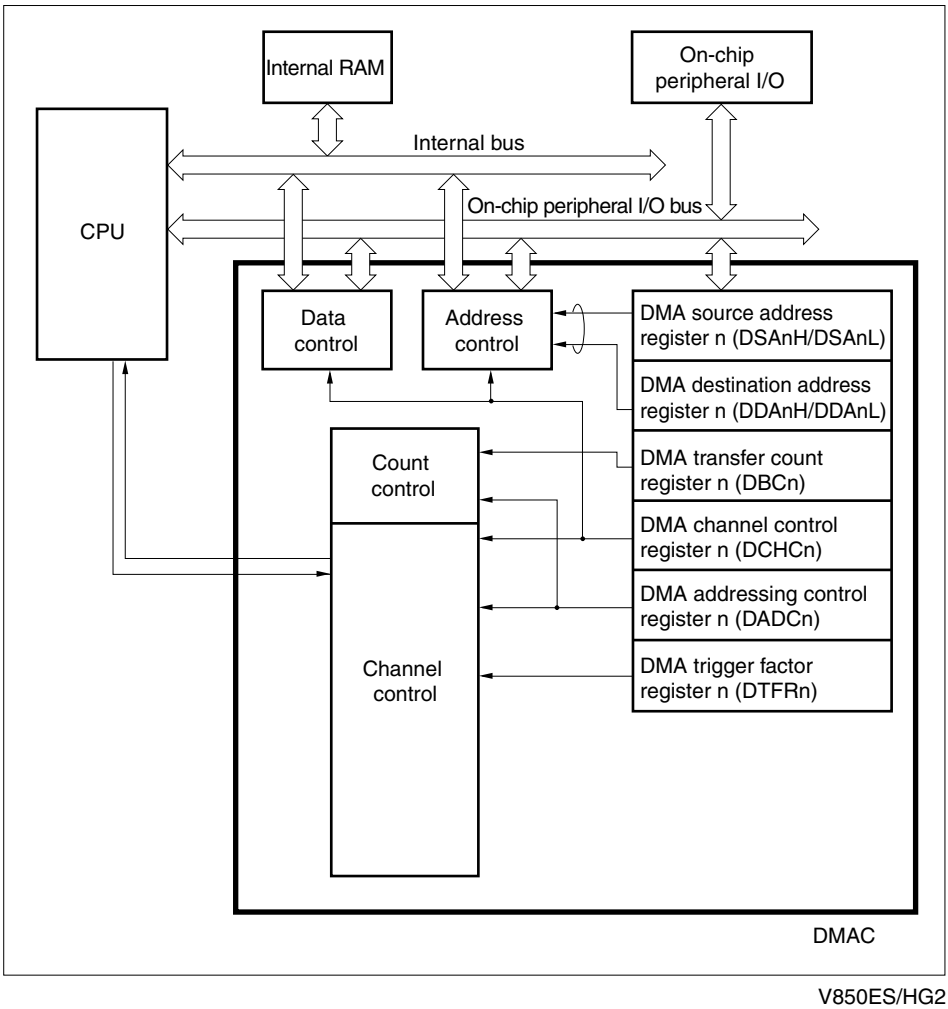 Internal RAM
On-chip
peripheral I/O
Internal bus
On-chip peripheral I/O bus
CPU
Data
control
Address
control
DMA source address
register n (DSAnH/DSAnL)
DMA destination address
register n (DDAnH/DDAnL)
Count
control
DMA transfer count
register n (DBCn)
DMA channel control
register n (DCHCn)
DMA addressing control
register n (DADCn)
Channel
control
DMA trigger factor
register n (DTFRn)
DMAC
V850ES/HG2